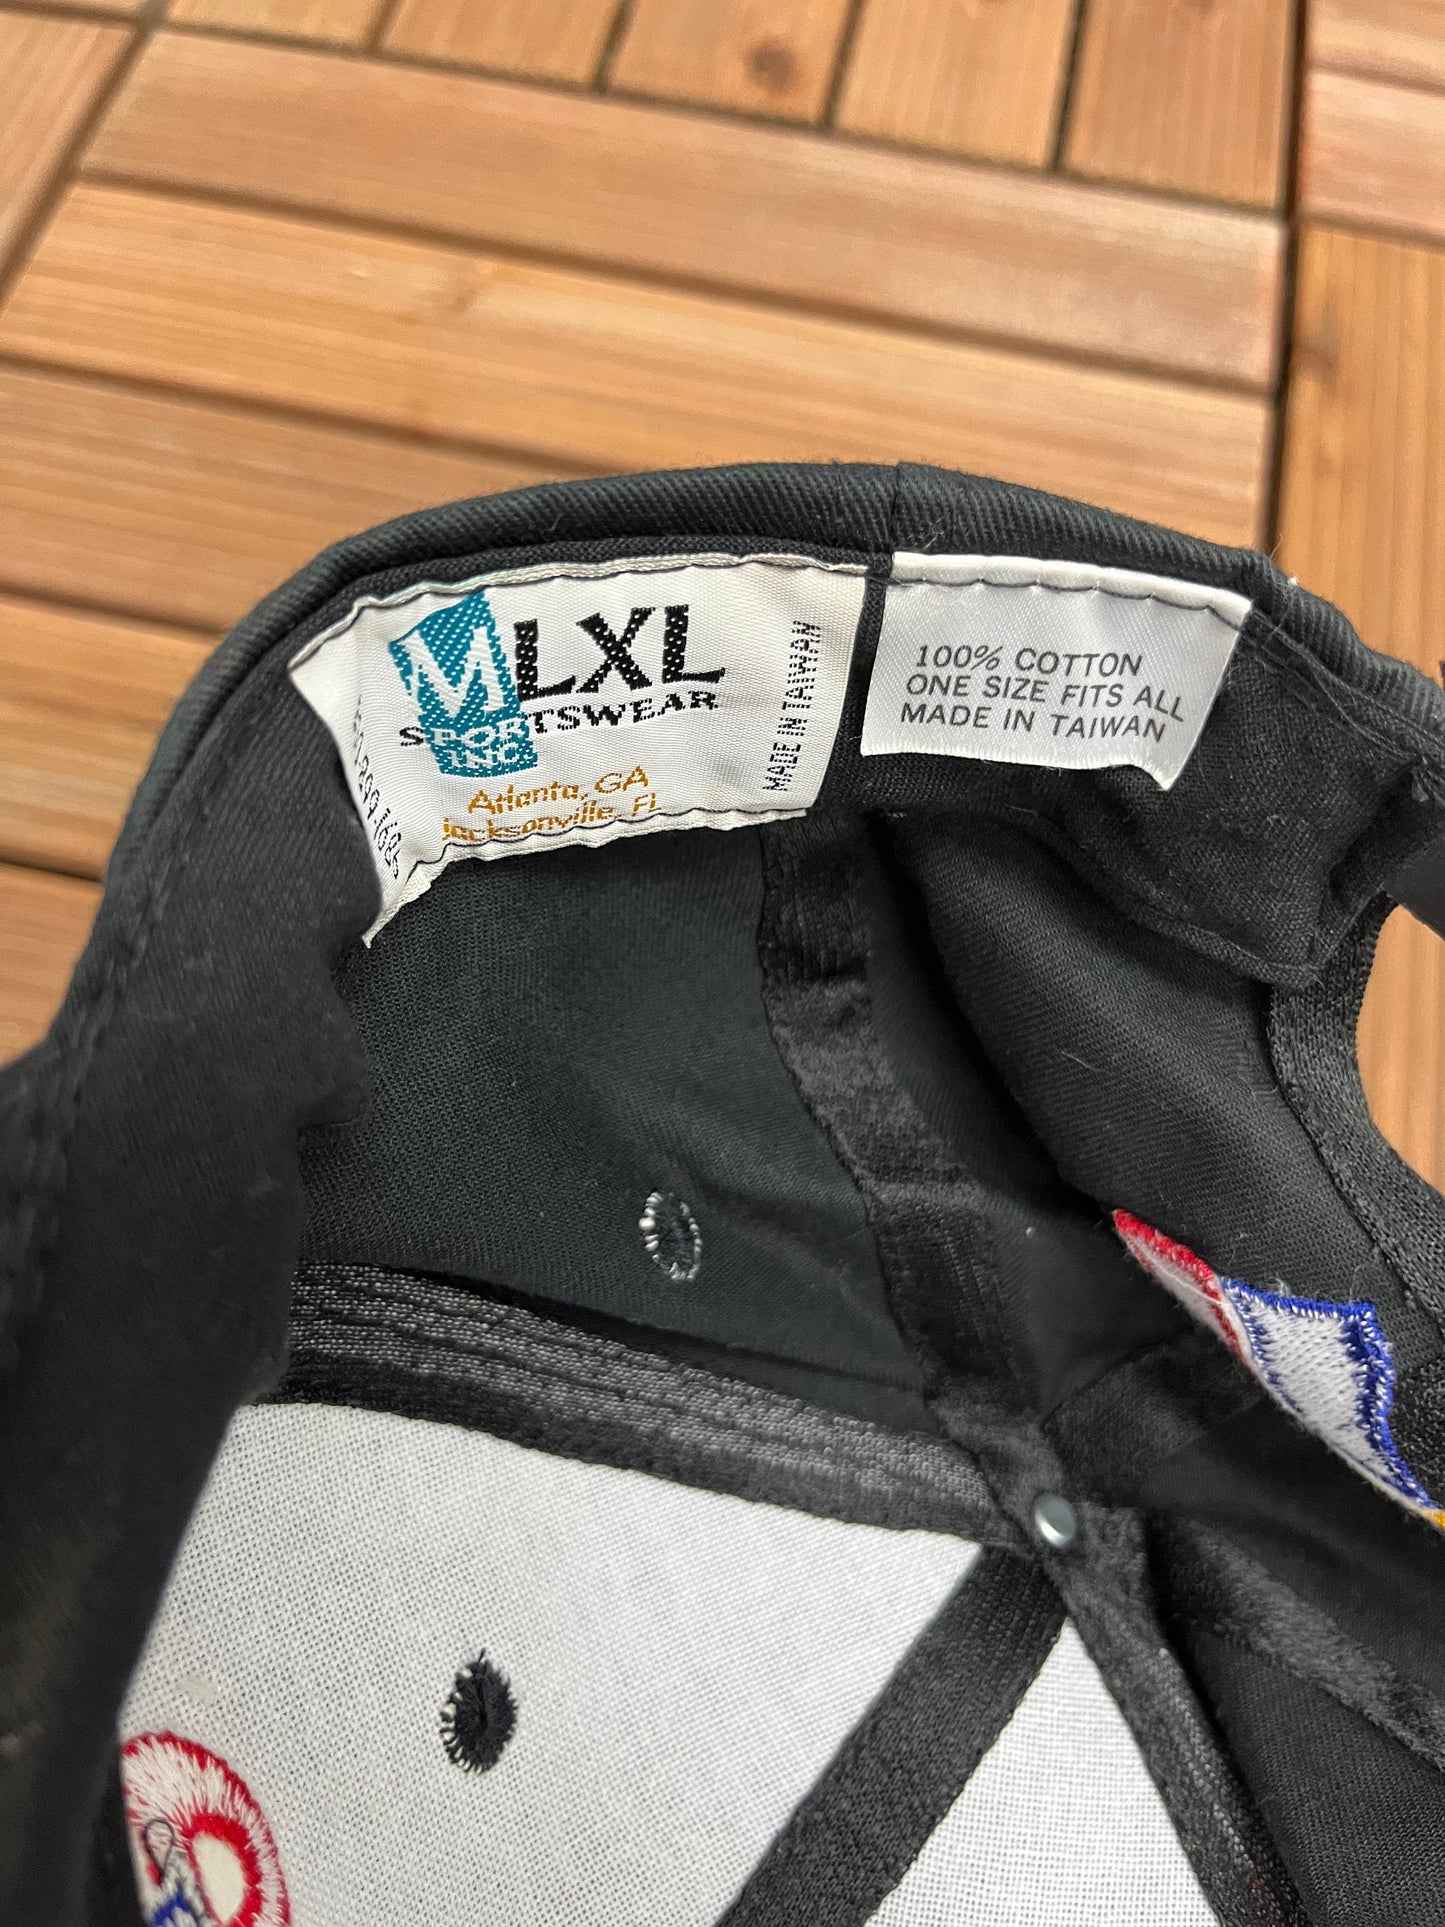 MLXL
SPORTSWEAR
INC.
Atlanta, GA
Jacksonville, FL
MADE IN TAIWAN
100% COTTON
ONE SIZE FITS ALL
MADE IN TAIWAN